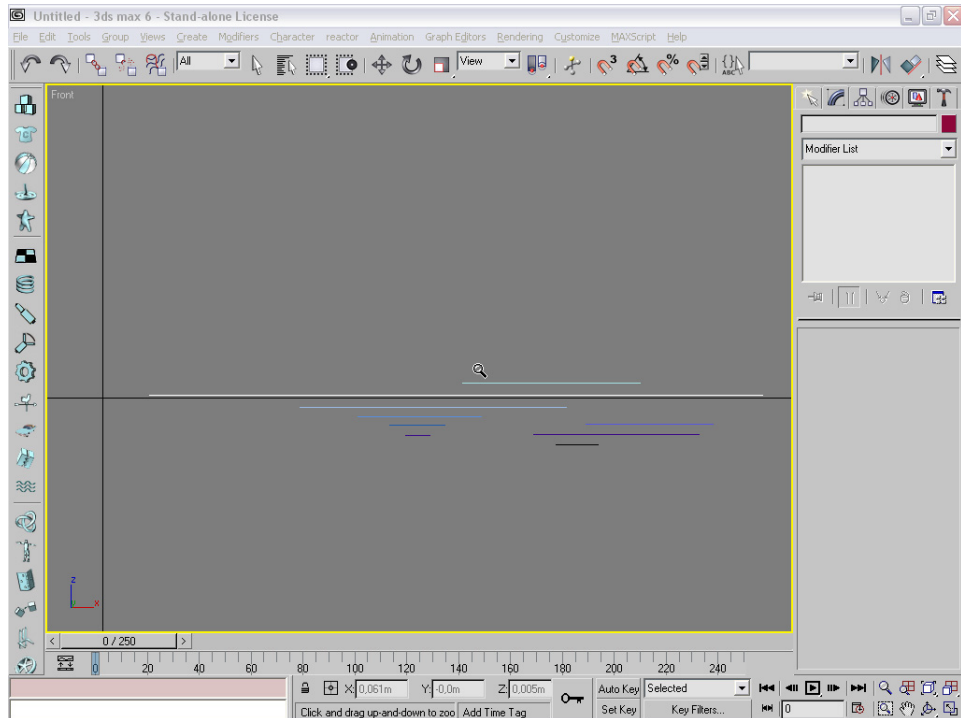 Untitled - 3ds max 6 - Stand-alone License
File Edit Tools Group Views Create Modifiers Character reactor Animation Graph Editors Rendering Customize MAXScript Help
All
View
3
%
ABC
Front
Modifier List
z
x
0 / 250
0 20 40 60 80 100 120 140 160 180 200 220 240
X: 0,061m Y: -0,0m Z: 0,005m
Auto Key Selected
Click and drag up-and-down to zoo Add Time Tag
Set Key Key Filters... 0